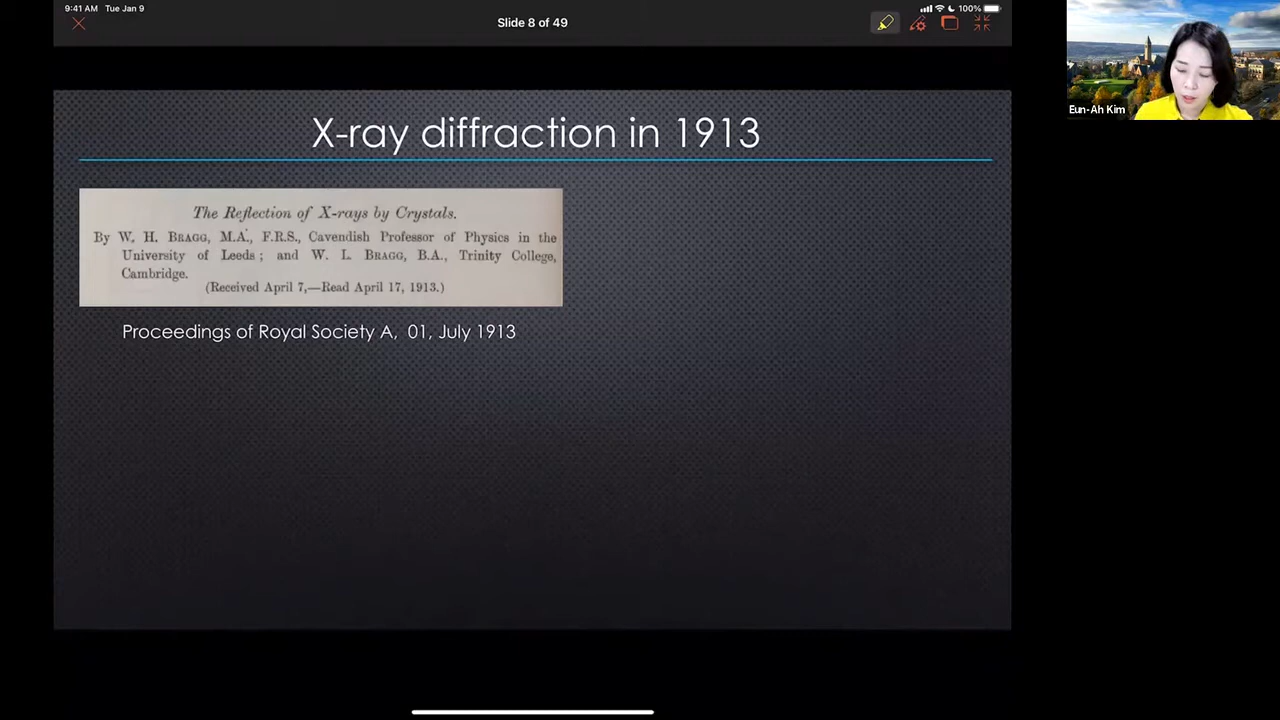 9:41 AM Tue Jan 9
100%
Slide 8 of 49
Eun-Ah Kim
X-ray diffraction in 1913
The Reflection of X-rays by Crystals.
By W. H. BRAGG, M.A., F.R.S., Cavendish Professor of Physics in the
University of Leeds; and W. L. BRAGG, B.A., Trinity College,
Cambridge.
(Received April 7,—Read April 17, 1913.)
Proceedings of Royal Society A, 01, July 1913